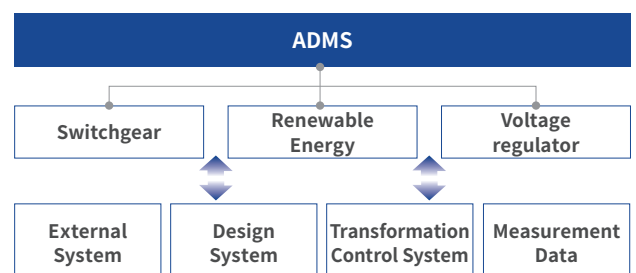 ADMS
Switchgear
Renewable
Energy
Voltage
regulator
External
System
Design
System
Transformation
Control System
Measurement
Data